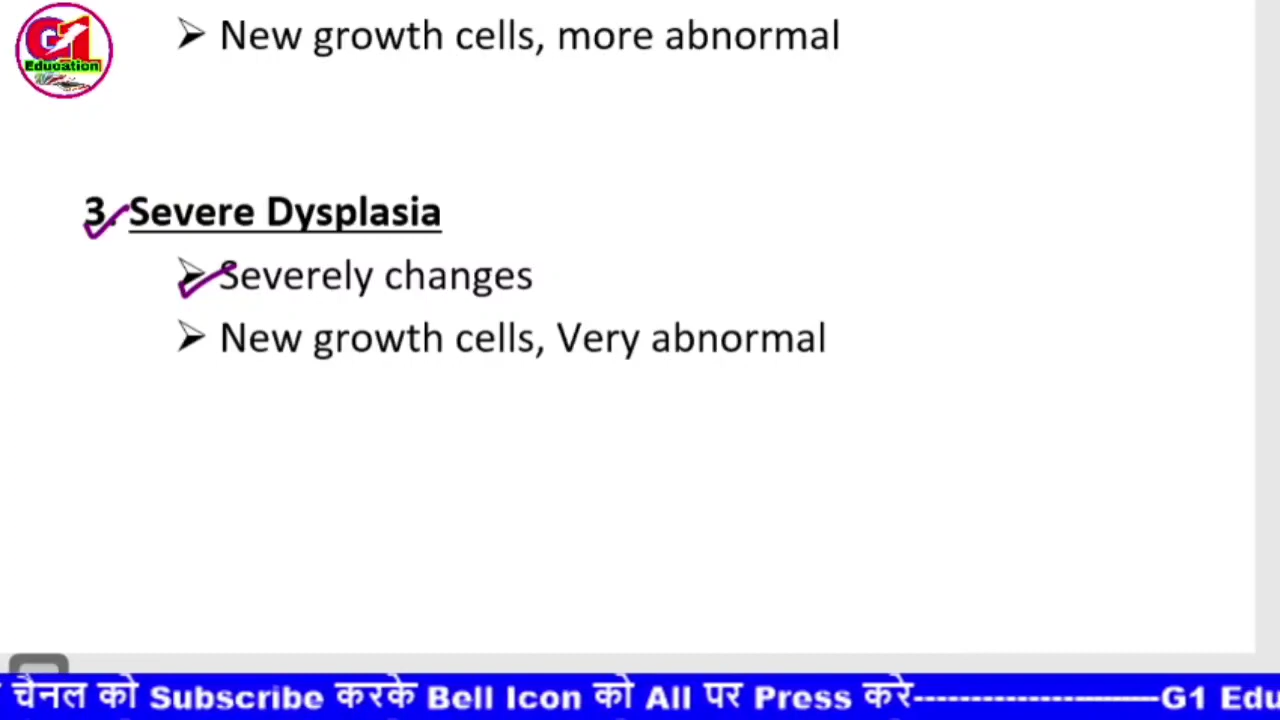 G1
Education
➢ New growth cells, more abnormal
3. Severe Dysplasia
➢ Severely changes
➢ New growth cells, Very abnormal
चैनल को Subscribe करके Bell Icon को All पर Press करे----------------------G1 Edu